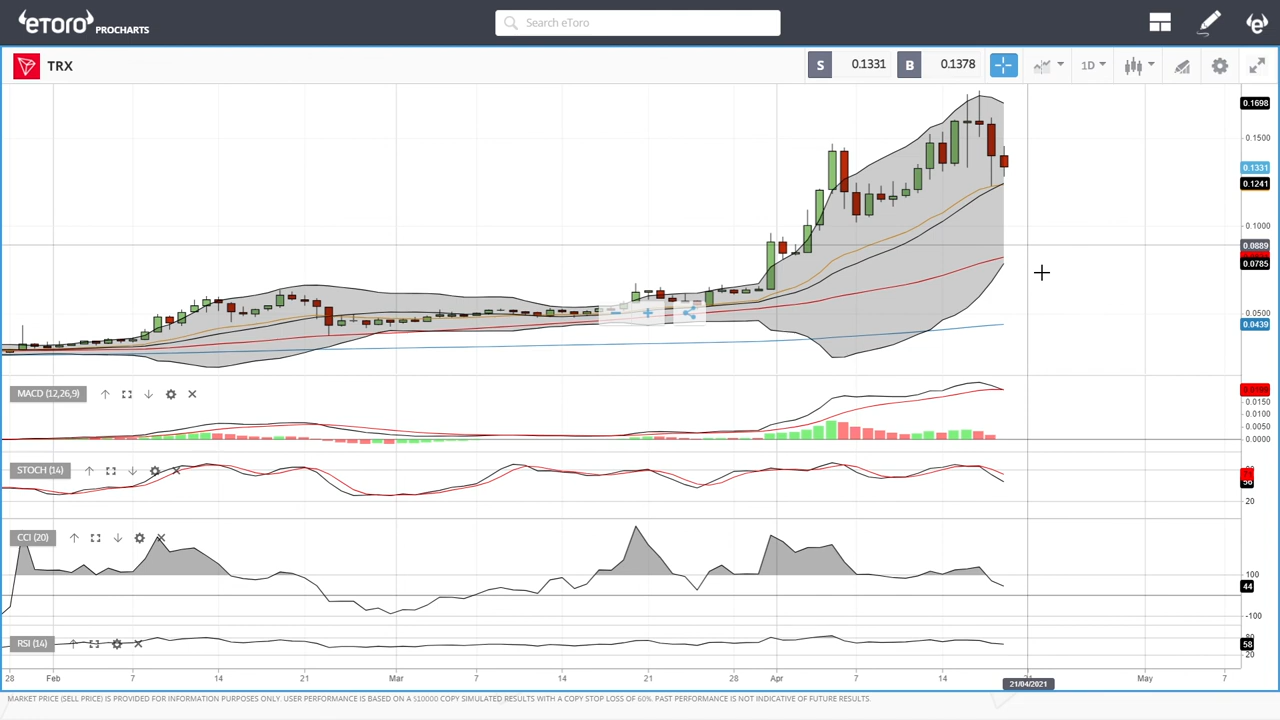 eTORO PROCHARTS
Search eToro
TRX
S 0.1331 B 0.1378
1D
0.1698
0.1500
0.1331
0.1241
0.1000
0.0889
0.0785
0.0500
0.0439
MACD (12,26,9)
0.0150
0.0100
0.0050
0.0000
STOCH (14)
20
CCI (20)
100
44
-100
RSI (14)
80
58
20
28 Feb 7 14 21 Mar 7 14 21 28 Apr 7 14 May 7
21/04/2021
MARKET PRICE (SELL PRICE) IS PROVIDED FOR INFORMATION PURPOSES ONLY. USER PERFORMANCE IS BASED ON A $10000 COPY SIMULATED RESULTS WITH A COPY STOP LOSS OF 60%. PAST PERFORMANCE IS NOT INDICATIVE OF FUTURE RESULTS.